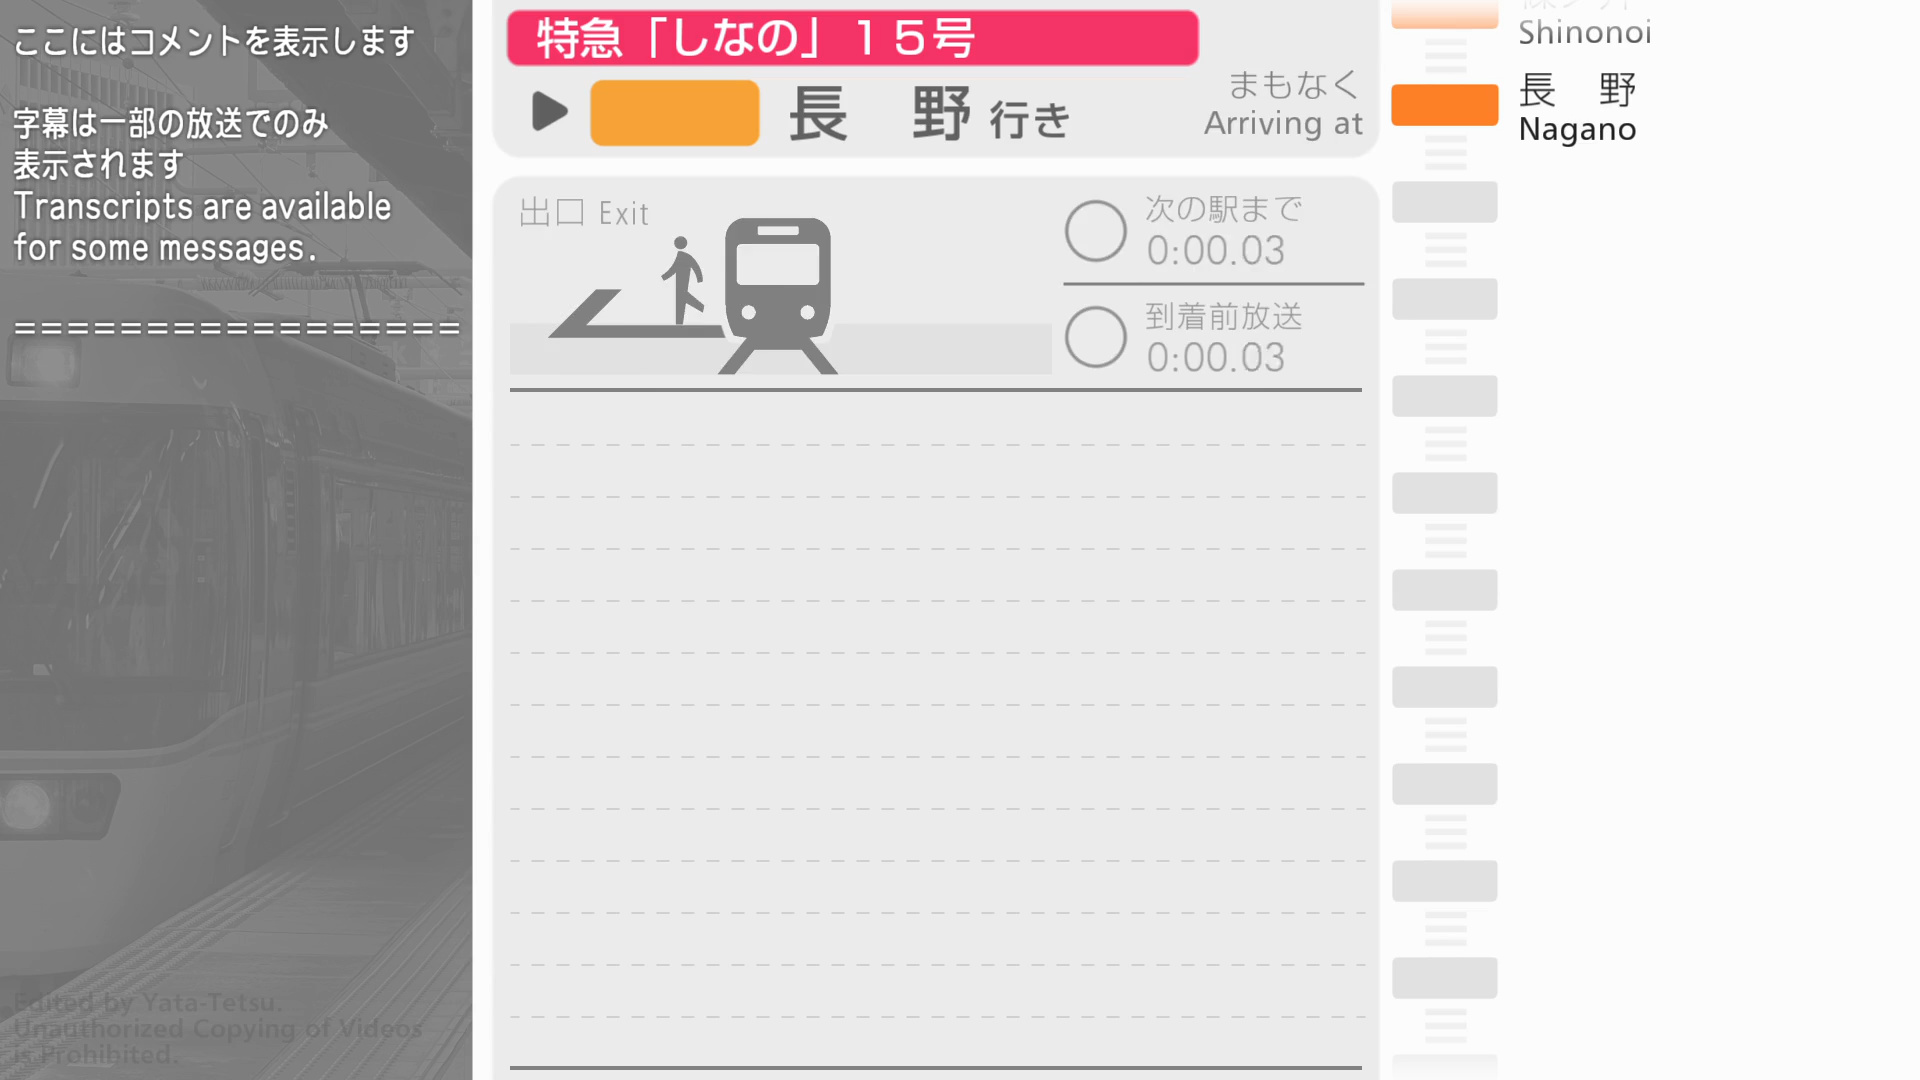 ここにはコメントを表示します
字幕は一部の放送でのみ
表示されます
Transcripts are available
for some messages.
=================
Edited by Yata-Tetsu.
Unauthorized Copying of Videos
is Prohibited.
特急「しなの」１５号
長　野 行き
まもなく
Arriving at
出口 Exit
次の駅まで
0:00.03
到着前放送
0:00.03
Shinonoi
長　野
Nagano